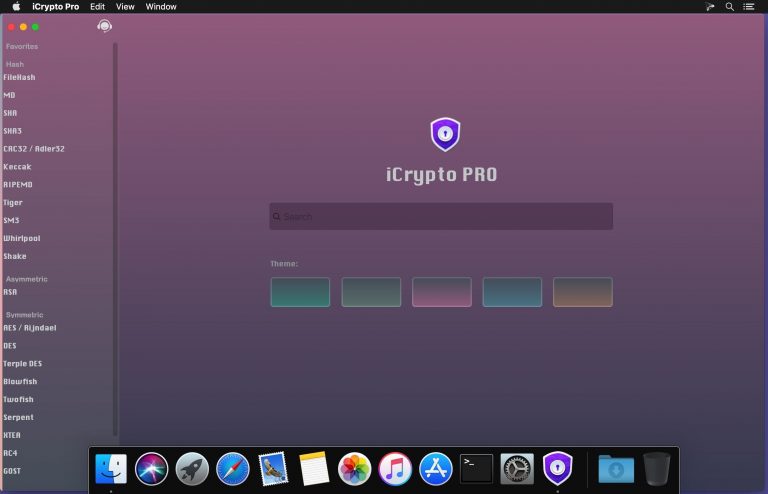 iCrypto Pro Edit View Window
Favorites
Hash
FileHash
MD
SHA
SHA3
CRC32 / Adler32
Keccak
RIPEMD
Tiger
SM3
Whirlpool
Shake
Asymmetric
RSA
Symmetric
AES / Rijndael
DES
Terple DES
Blowfish
Twofish
Serpent
XTEA
RC4
GOST
iCrypto PRO
Search
Theme:
>_